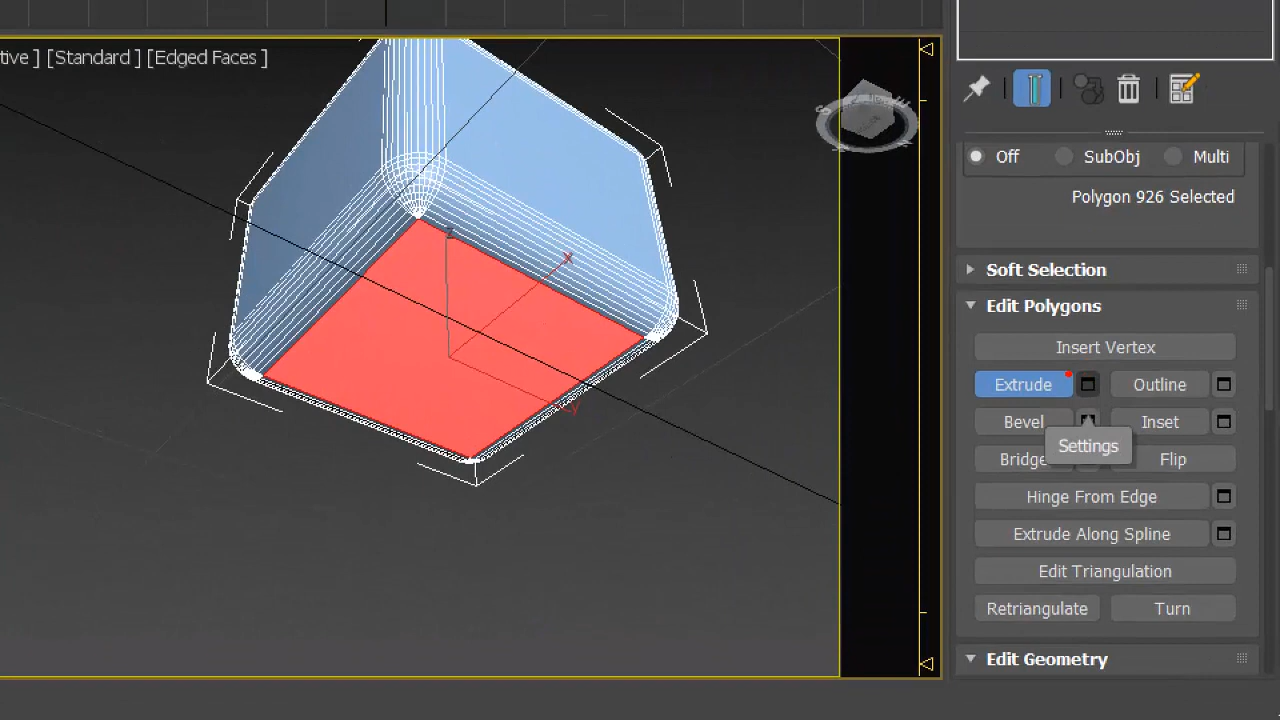 tive ] [Standard ] [Edged Faces ]
Off SubObj Multi
Polygon 926 Selected
Soft Selection
Edit Polygons
Insert Vertex
Extrude Outline
Bevel Inset
Settings
Bridge Flip
Hinge From Edge
Extrude Along Spline
Edit Triangulation
Retriangulate Turn
Edit Geometry
z
x
y